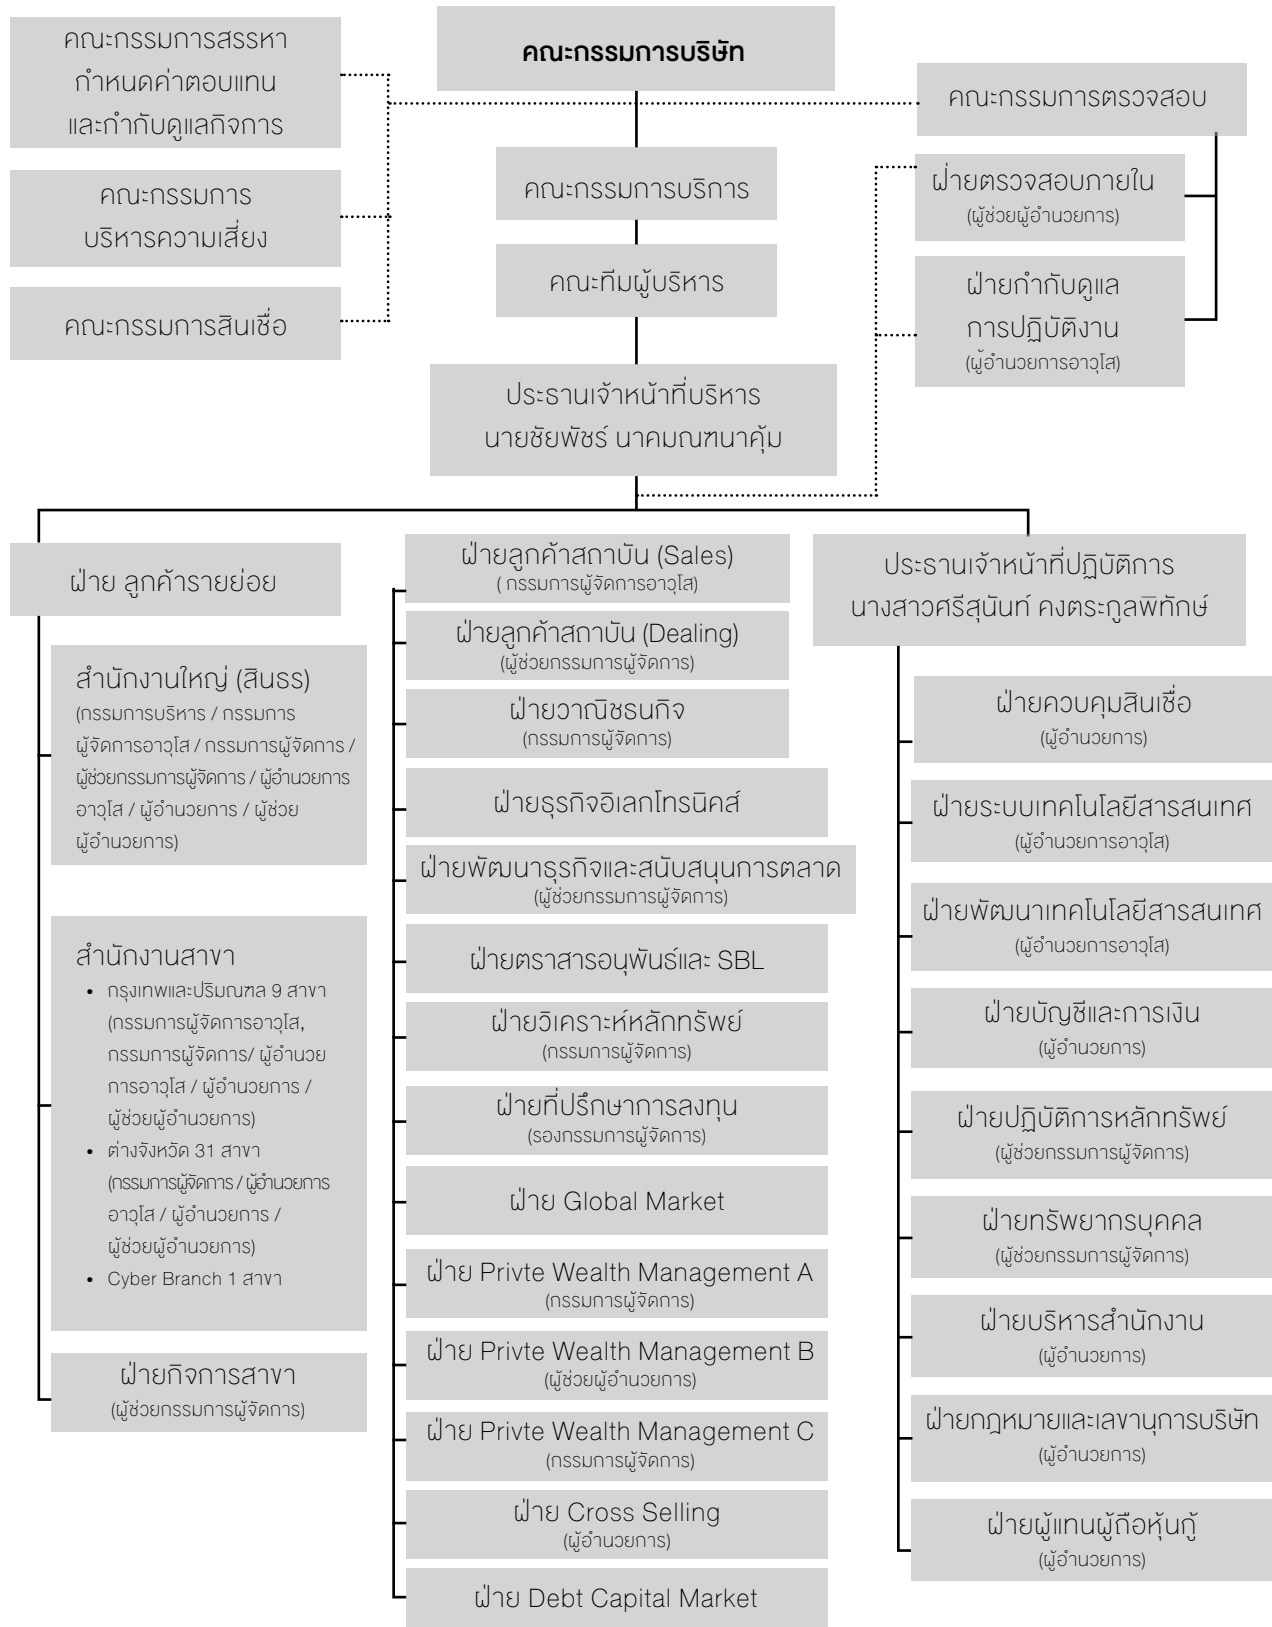 คณะกรรมการสรรหา
กำหนดค่าตอบแทน
และกำกับดูแลกิจการ
คณะกรรมการบริษัท
คณะกรรมการตรวจสอบ
คณะกรรมการ
บริหารความเสี่ยง
คณะกรรมการสินเชื่อ
คณะกรรมการบริการ
คณะทีมผู้บริหาร
ประธานเจ้าหน้าที่บริหาร
นายชัยพัชร์ นาคมณฑนาคุ้ม
ฝ่ายตรวจสอบภายใน
(ผู้ช่วยผู้อำนวยการ)
ฝ่ายกำกับดูแล
การปฏิบัติงาน
(ผู้อำนวยการอาวุโส)
ฝ่าย ลูกค้ารายย่อย
สำนักงานใหญ่ (สินธร)
(กรรมการบริหาร / กรรมการ
ผู้จัดการอาวุโส / กรรมการผู้จัดการ /
ผู้ช่วยกรรมการผู้จัดการ / ผู้อำนวยการ
อาวุโส / ผู้อำนวยการ / ผู้ช่วย
ผู้อำนวยการ)
สำนักงานสาขา
• กรุงเทพและปริมณฑล 9 สาขา
(กรรมการผู้จัดการอาวุโส,
กรรมการผู้จัดการ/ ผู้อำนวย
การอาวุโส / ผู้อำนวยการ /
ผู้ช่วยผู้อำนวยการ)
• ต่างจังหวัด 31 สาขา
(กรรมการผู้จัดการ / ผู้อำนวยการ
อาวุโส / ผู้อำนวยการ /
ผู้ช่วยผู้อำนวยการ)
• Cyber Branch 1 สาขา
ฝ่ายกิจการสาขา
(ผู้ช่วยกรรมการผู้จัดการ)
ฝ่ายลูกค้าสถาบัน (Sales)
( กรรมการผู้จัดการอาวุโส)
ฝ่ายลูกค้าสถาบัน (Dealing)
(ผู้ช่วยกรรมการผู้จัดการ)
ฝ่ายวาณิชธนกิจ
(กรรมการผู้จัดการ)
ฝ่ายธุรกิจอิเลกโทรนิคส์
ฝ่ายพัฒนาธุรกิจและสนับสนุนการตลาด
(ผู้ช่วยกรรมการผู้จัดการ)
ฝ่ายตราสารอนุพันธ์และ SBL
ฝ่ายวิเคราะห์หลักทรัพย์
(กรรมการผู้จัดการ)
ฝ่ายที่ปรึกษาการลงทุน
(รองกรรมการผู้จัดการ)
ฝ่าย Global Market
ฝ่าย Privte Wealth Management A
(กรรมการผู้จัดการ)
ฝ่าย Privte Wealth Management B
(ผู้ช่วยผู้อำนวยการ)
ฝ่าย Privte Wealth Management C
(กรรมการผู้จัดการ)
ฝ่าย Cross Selling
(ผู้อำนวยการ)
ฝ่าย Debt Capital Market
ประธานเจ้าหน้าที่ปฏิบัติการ
นางสาวศรีสุนันท์ คงตระกูลพิทักษ์
ฝ่ายควบคุมสินเชื่อ
(ผู้อำนวยการ)
ฝ่ายระบบเทคโนโลยีสารสนเทศ
(ผู้อำนวยการอาวุโส)
ฝ่ายพัฒนาเทคโนโลยีสารสนเทศ
(ผู้อำนวยการอาวุโส)
ฝ่ายบัญชีและการเงิน
(ผู้อำนวยการ)
ฝ่ายปฏิบัติการหลักทรัพย์
(ผู้ช่วยกรรมการผู้จัดการ)
ฝ่ายทรัพยากรบุคคล
(ผู้ช่วยกรรมการผู้จัดการ)
ฝ่ายบริหารสำนักงาน
(ผู้อำนวยการ)
ฝ่ายกฎหมายและเลขานุการบริษัท
(ผู้อำนวยการ)
ฝ่ายผู้แทนผู้ถือหุ้นกู้
(ผู้อำนวยการ)